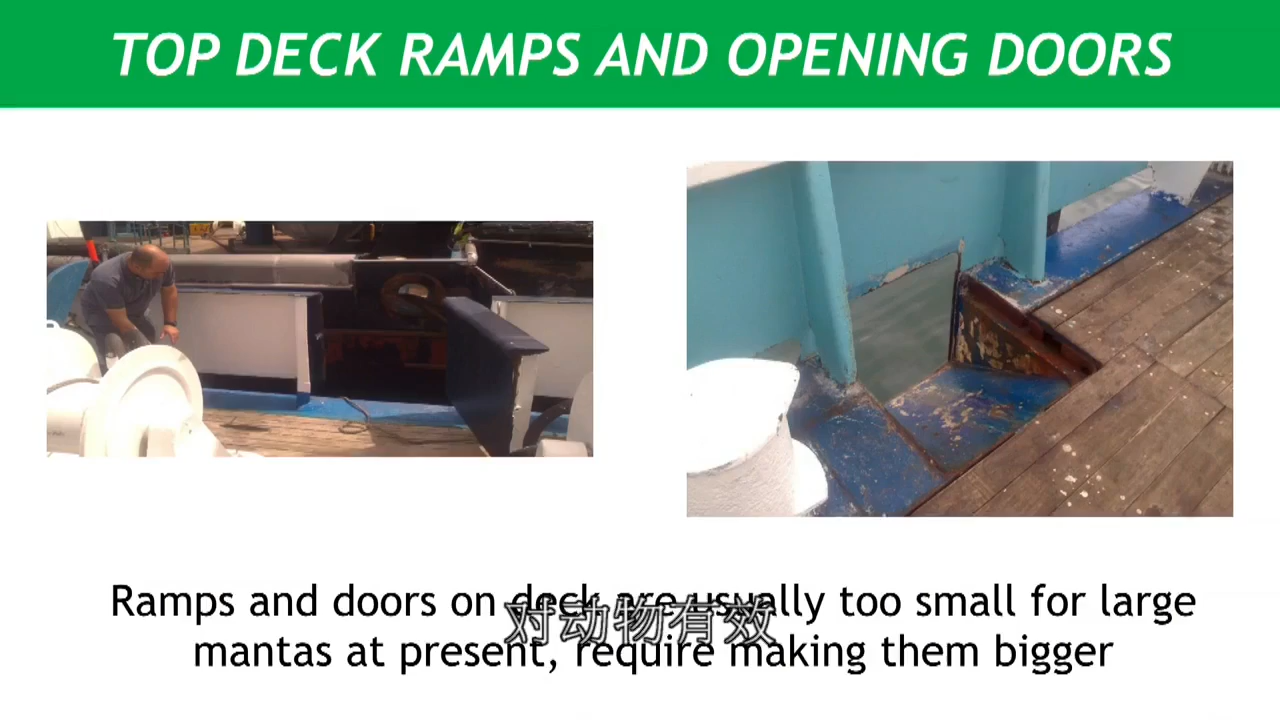 TOP DECK RAMPS AND OPENING DOORS
Ramps and doors on deck are usually too small for large
mantas at present, require making them bigger
对动物有效